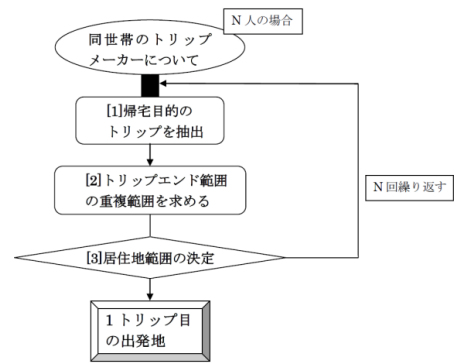 N 人の場合
同世帯のトリップ
メーカーについて
[1]帰宅目的の
トリップを抽出
[2]トリップエンド範囲
の重複範囲を求める
N 回繰り返す
[3]居住地範囲の決定
1 トリップ目
の出発地